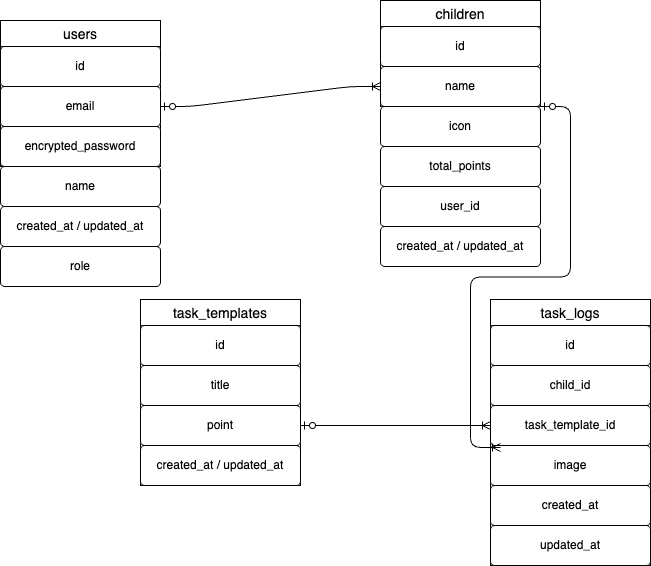 users
id
email
encrypted_password
name
created_at / updated_at
role
children
id
name
icon
total_points
user_id
created_at / updated_at
task_templates
id
title
point
created_at / updated_at
task_logs
id
child_id
task_template_id
image
created_at
updated_at